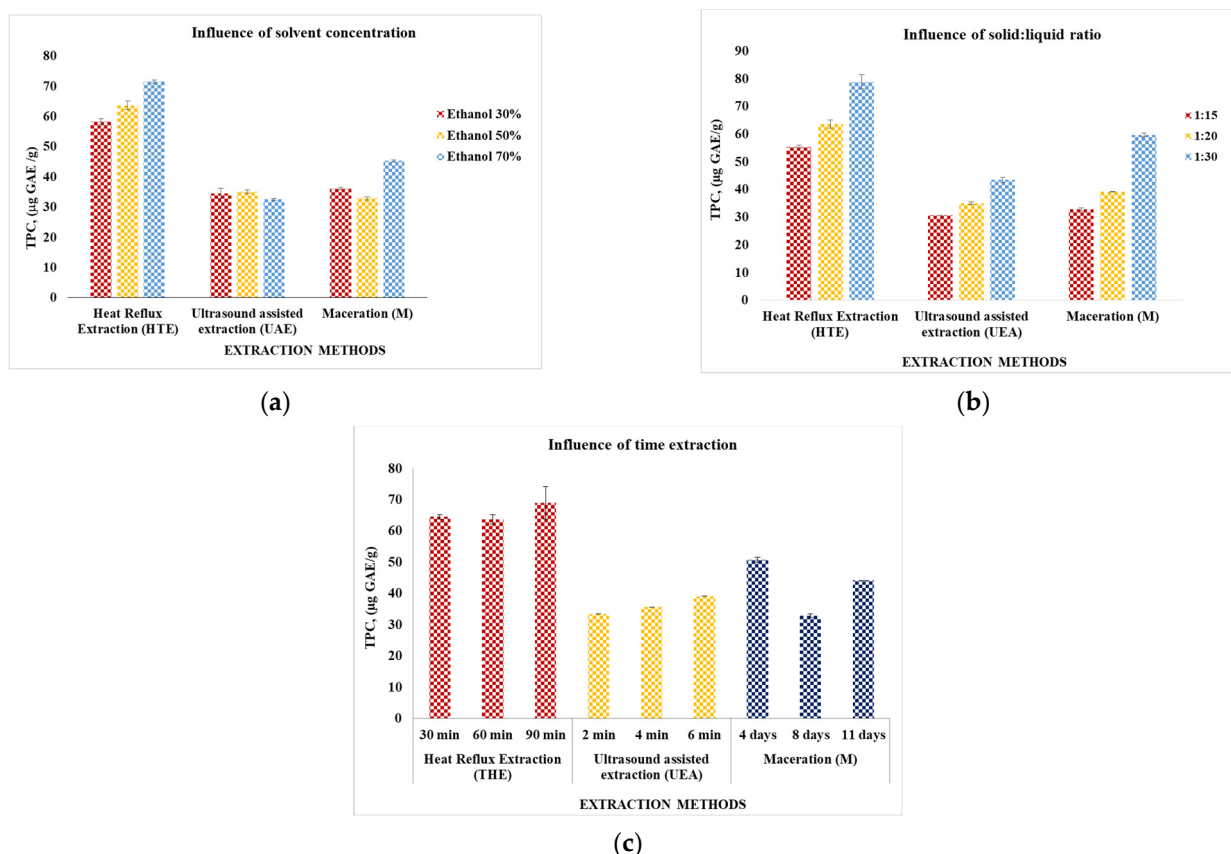 Influence of solvent concentration
80
70
60
50
40
30
20
10
0
TPC, (µg GAE /g)
Ethanol 30%
Ethanol 50%
Ethanol 70%
Heat Reflux
Extraction (HTE)
Ultrasound assisted
extraction (UAE)
Maceration (M)
EXTRACTION METHODS
(a)
Influence of solid:liquid ratio
90
80
70
60
50
40
30
20
10
0
TPC, (µg GAE/g)
1:15
1:20
1:30
Heat Reflux Extraction
(HTE)
Ultrasound assisted
extraction (UEA)
Maceration (M)
EXTRACTION METHODS
(b)
Influence of time extraction
80
70
60
50
40
30
20
10
0
TPC, (µg GAE/g)
30 min 60 min 90 min 2 min 4 min 6 min 4 days 8 days 11 days
Heat Reflux Extraction
(THE)
Ultrasound assisted
extraction (UEA)
Maceration (M)
EXTRACTION METHODS
(c)